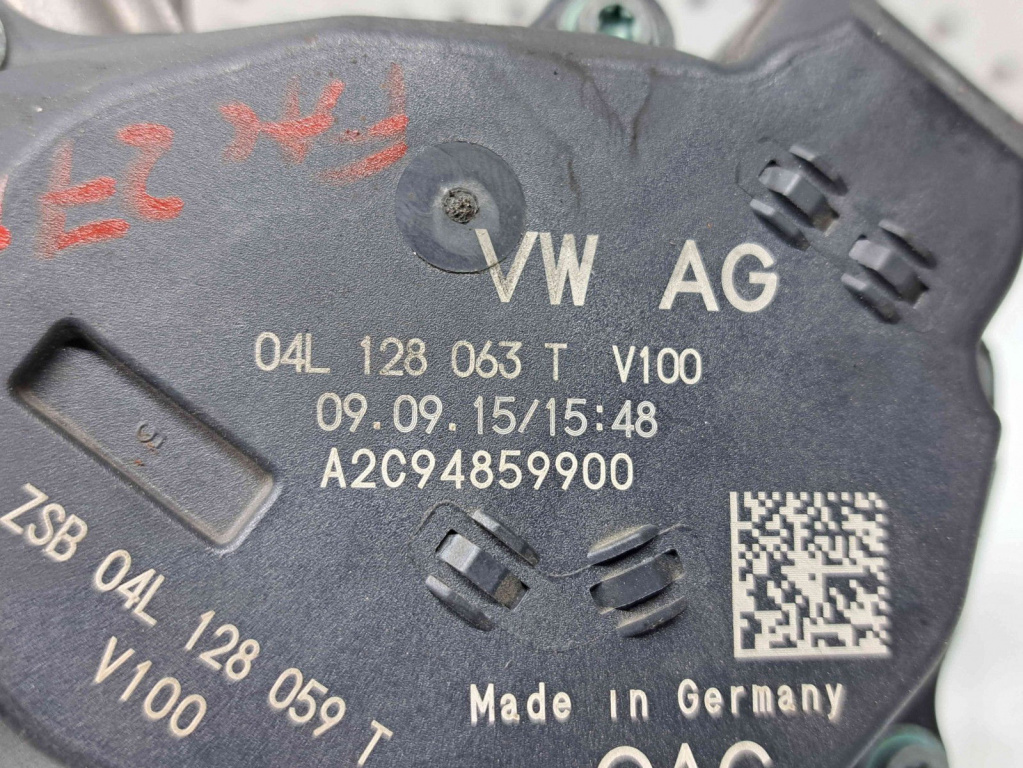 VW AG
04L 128 063 T V100
09.09.15/15:48
A2C94859900
ZSB 04L 128 059 T
V100
Made in Germany